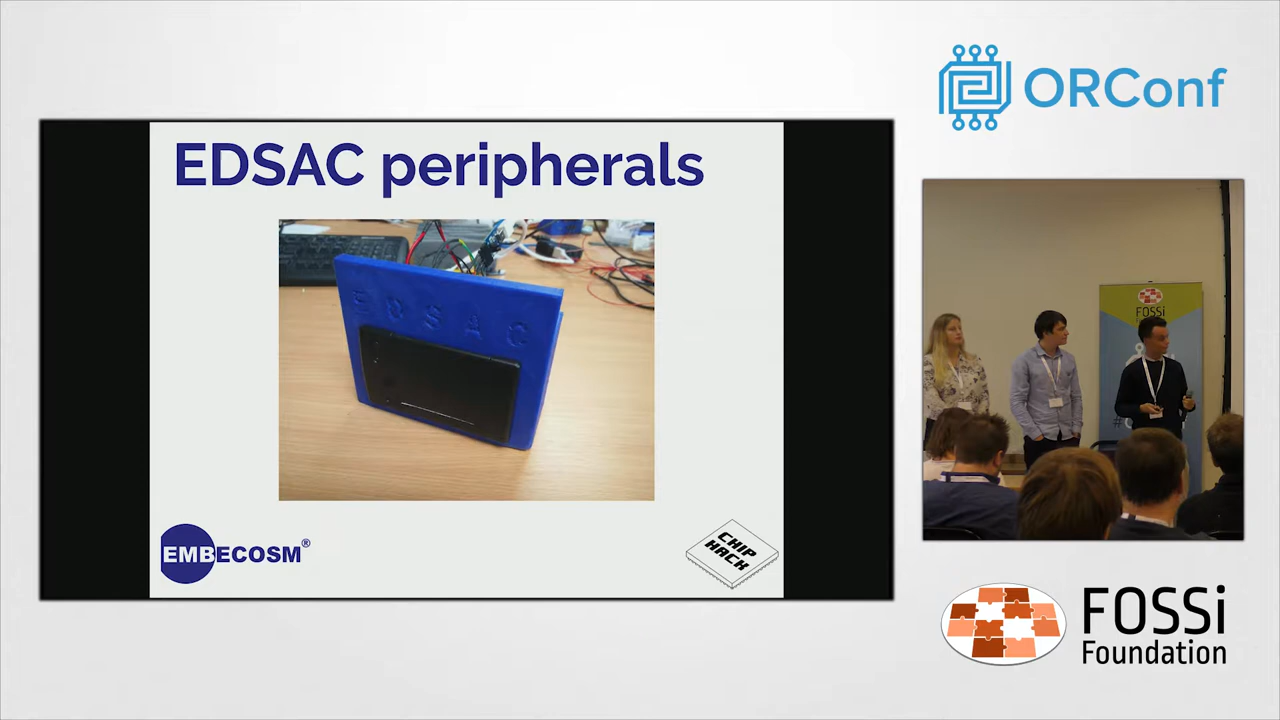 EDSAC peripherals
EDSAC
EMBECOSM®
CHIP
HACK
ORConf
FOSSi
FOSSi
Foundation